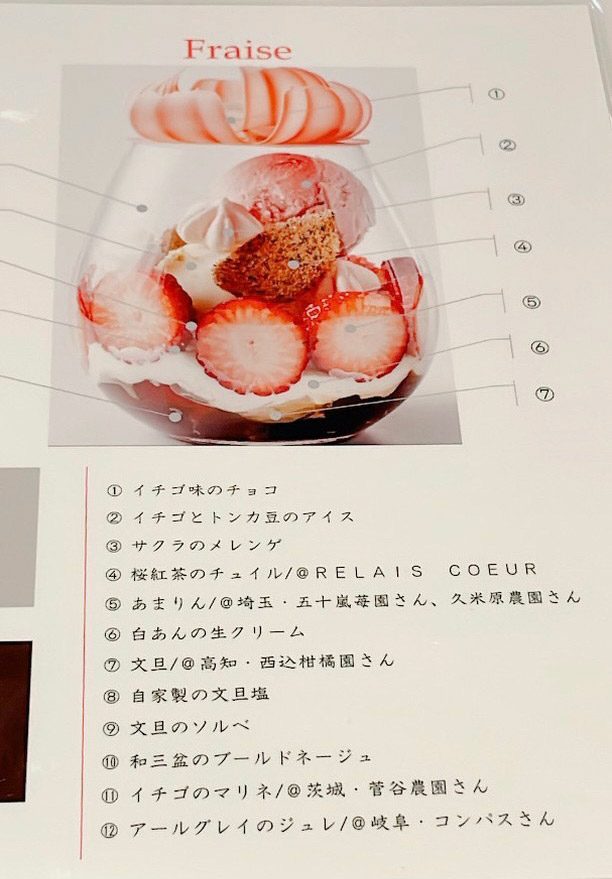 Fraise
①
②
③
④
⑤
⑥
⑦
① イチゴ味のチョコ
② イチゴとトンカ豆のアイス
③ サクラのメレンゲ
④ 桜紅茶のチュイル/@RELAIS COEUR
⑤ あまりん/@埼玉・五十嵐苺園さん、久米原農園さん
⑥ 白あんの生クリーム
⑦ 文旦/@高知・西込柑橘園さん
⑧ 自家製の文旦塩
⑨ 文旦のソルベ
⑩ 和三盆のブールドネージュ
⑪ イチゴのマリネ/@茨城・菅谷農園さん
⑫ アールグレイのジュレ/@岐阜・コンパスさん